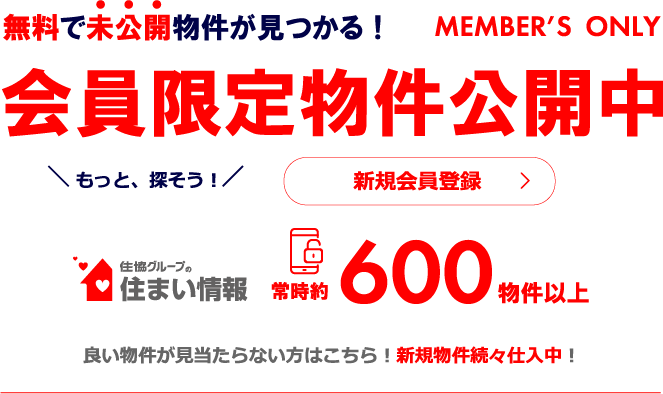 無料で未公開物件が見つかる！
MEMBER'S ONLY
会員限定物件公開中
＼ もっと、探そう！／
新規会員登録
住協グループの
住まい情報
常時約600物件以上
良い物件が見当たらない方はこちら！新規物件続々仕入中！